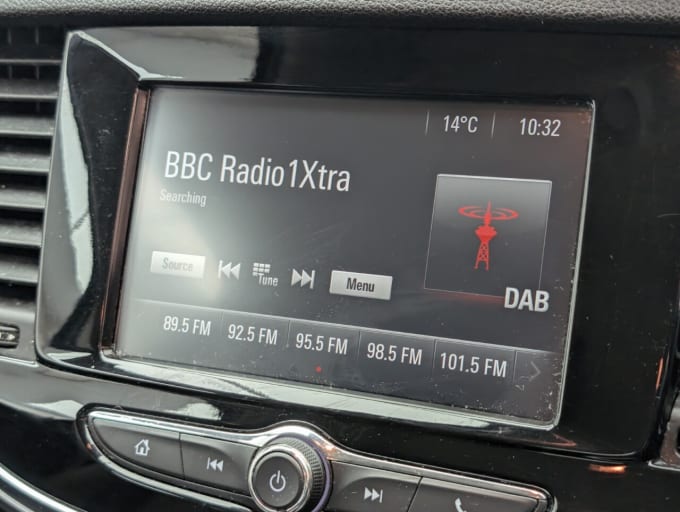 14°C 10:32
BBC Radio1Xtra
Searching
DAB
Source Tune Menu
89.5 FM 92.5 FM 95.5 FM 98.5 FM 101.5 FM